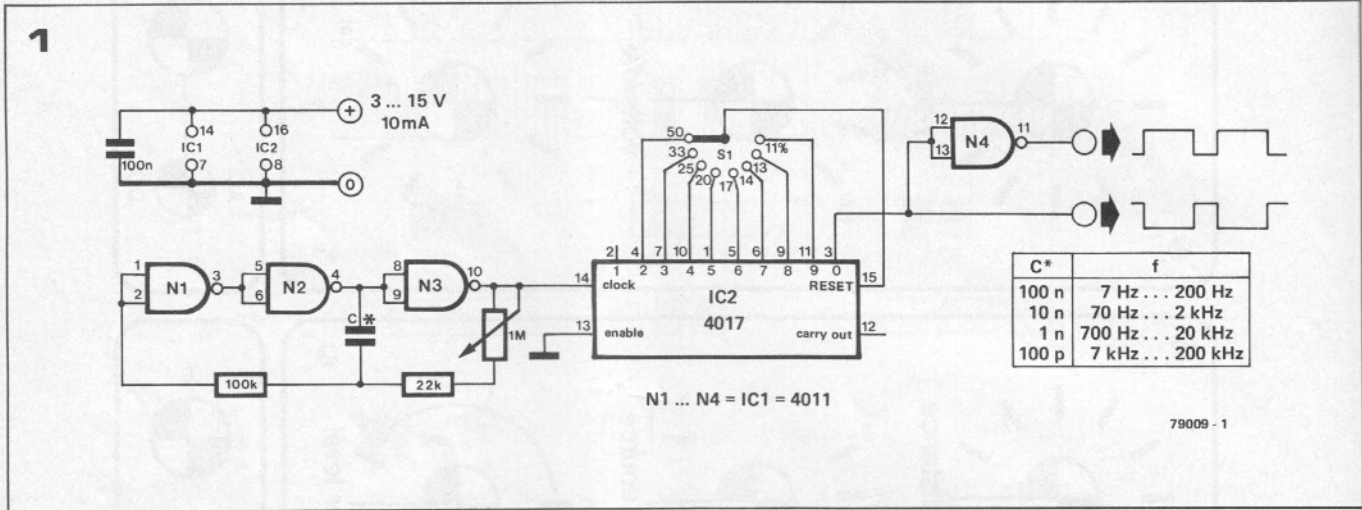 1
3 ... 15 V
10mA
14
16
IC1
IC2
7
8
100n
+
0
50
33
25
20
17
14
13
11%
S1
12
13
N4
11
1
2
N1
3
5
6
N2
4
8
9
N3
10
C *
1M
100k
22k
14
13
2 4 7 10 1 5 6 9 11 3
1 2 3 4 5 6 7 8 9 0
clock
RESET
15
IC2
4017
enable
carry out
12
N1 ... N4 = IC1 = 4011
C* f
100 n 7 Hz ... 200 Hz
10 n 70 Hz ... 2 kHz
1 n 700 Hz ... 20 kHz
100 p 7 kHz ... 200 kHz
79009 - 1